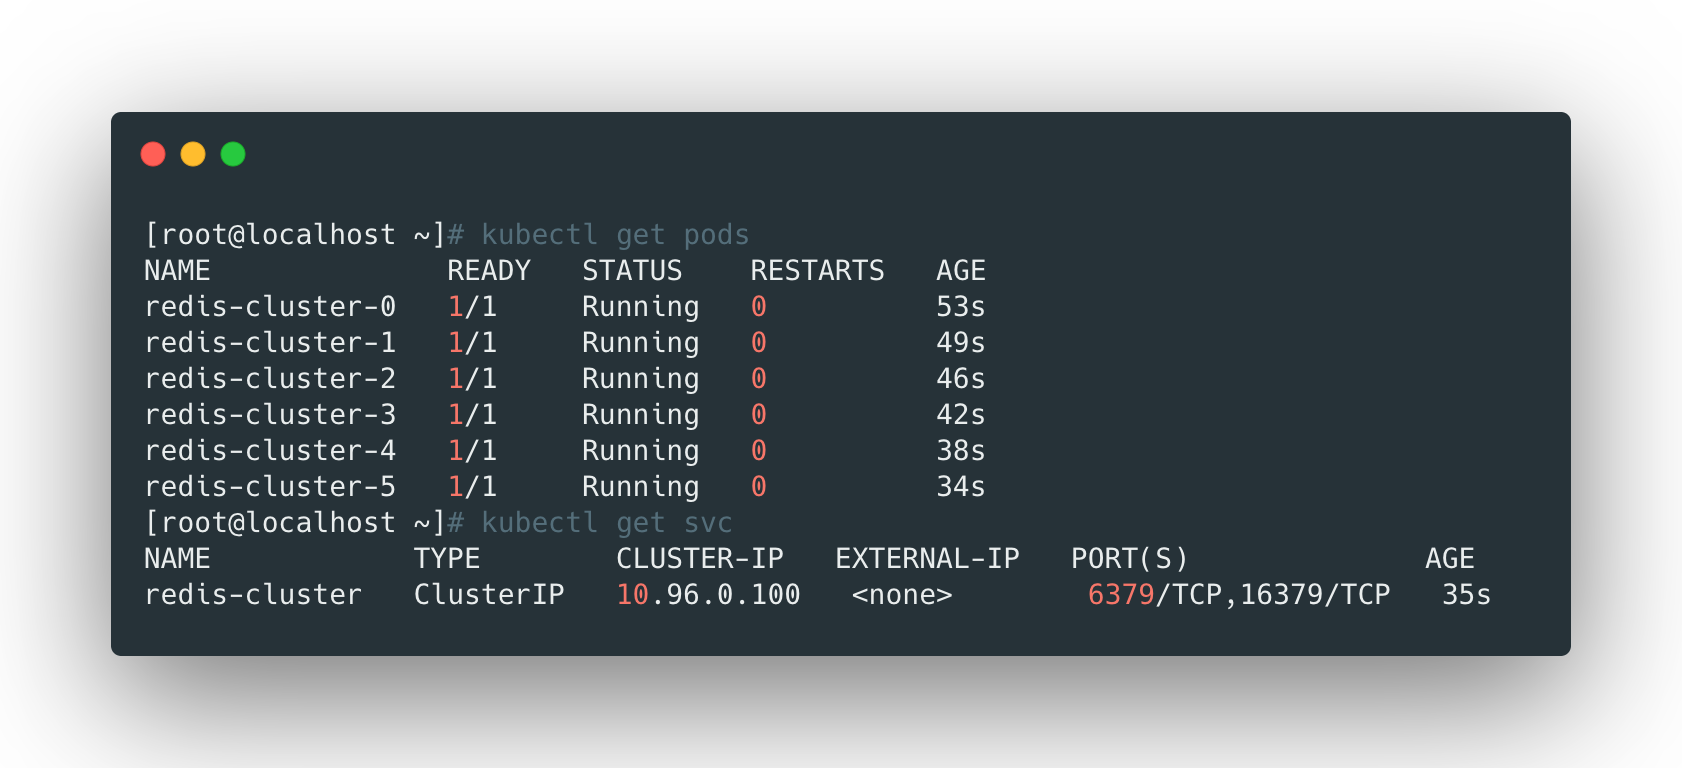 [root@localhost ~]# kubectl get pods
NAME              READY   STATUS    RESTARTS   AGE
redis-cluster-0   1/1     Running   0          53s
redis-cluster-1   1/1     Running   0          49s
redis-cluster-2   1/1     Running   0          46s
redis-cluster-3   1/1     Running   0          42s
redis-cluster-4   1/1     Running   0          38s
redis-cluster-5   1/1     Running   0          34s
[root@localhost ~]# kubectl get svc
NAME            TYPE        CLUSTER-IP   EXTERNAL-IP   PORT(S)              AGE
redis-cluster   ClusterIP   10.96.0.100   <none>        6379/TCP,16379/TCP   35s